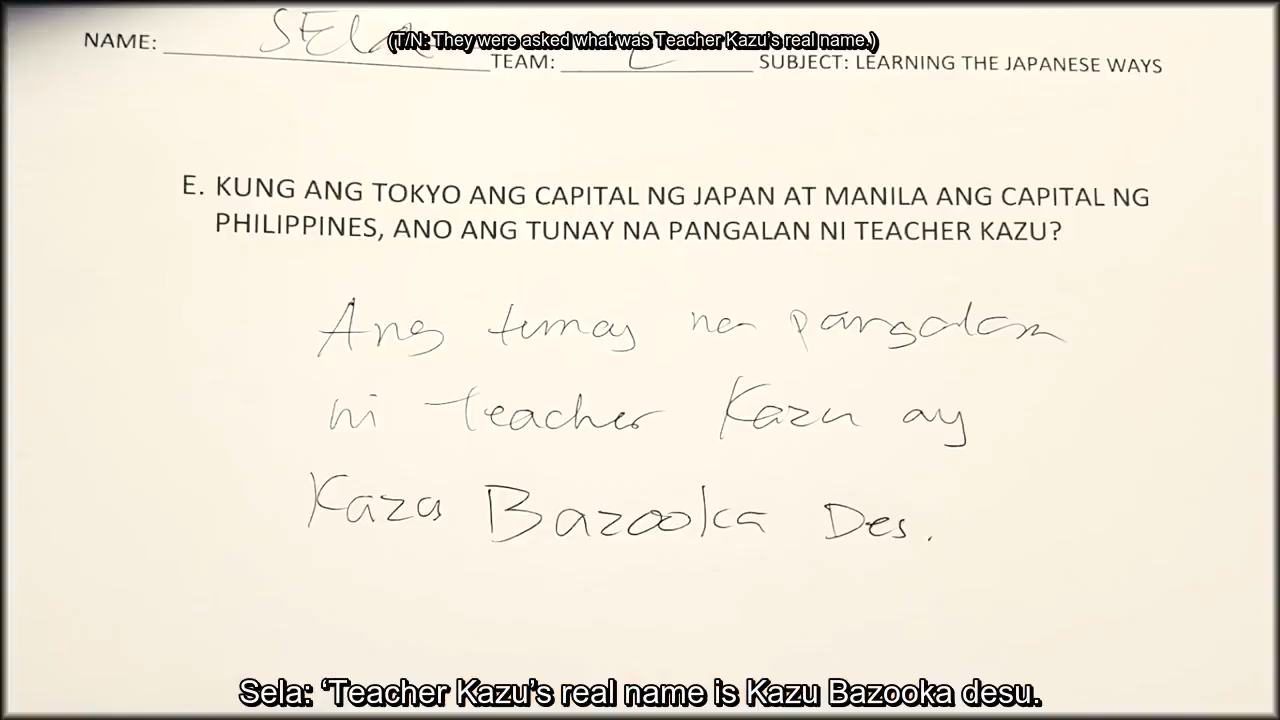 NAME: SELA TEAM: SUBJECT: LEARNING THE JAPANESE WAYS
(T/N: They were asked what was Teacher Kazu's real name.)
E. KUNG ANG TOKYO ANG CAPITAL NG JAPAN AT MANILA ANG CAPITAL NG
PHILIPPINES, ANO ANG TUNAY NA PANGALAN NI TEACHER KAZU?
Ang tunay na pangalan
ni teacher Kazu ay
Kazu Bazooka Des.
Sela: ‘Teacher Kazu’s real name is Kazu Bazooka desu.